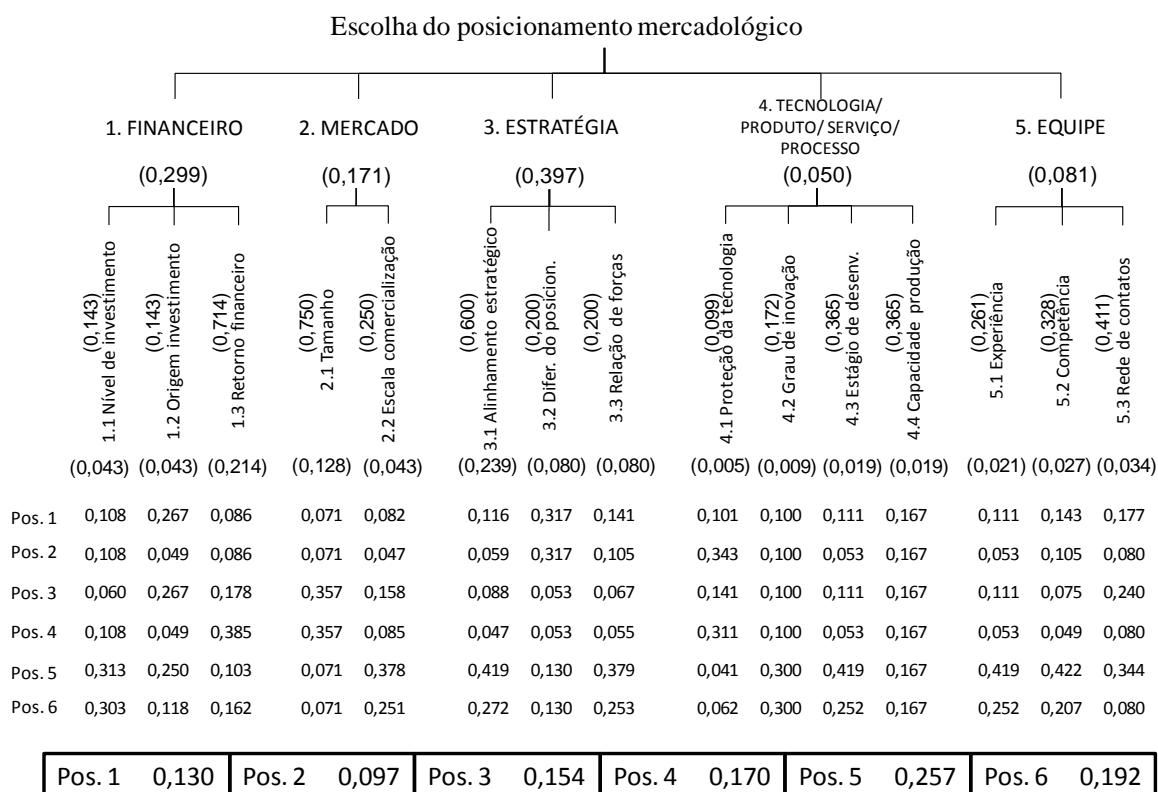 Escolha do posicionamento mercadológico
1. FINANCEIRO
(0,299)
2. MERCADO
(0,171)
3. ESTRATÉGIA
(0,397)
4. TECNOLOGIA/
PRODUTO/ SERVIÇO/
PROCESSO
(0,050)
5. EQUIPE
(0,081)
(0,143)
1.1 Nível de investimento
(0,143)
1.2 Origem investimento
(0,714)
1.3 Retorno financeiro
(0,750)
2.1 Tamanho
(0,250)
2.2 Escala comercialização
(0,600)
3.1 Alinhamento estratégico
(0,200)
3.2 Difer. do posicion.
(0,200)
3.3 Relação de forças
(0,099)
4.1 Proteção da tecnologia
(0,172)
4.2 Grau de inovação
(0,365)
4.3 Estágio de desenv.
(0,365)
4.4 Capacidade produção
(0,261)
5.1 Experiência
(0,328)
5.2 Competência
(0,411)
5.3 Rede de contatos
(0,043) (0,043) (0,214) (0,128) (0,043) (0,239) (0,080) (0,080) (0,005) (0,009) (0,019) (0,019) (0,021) (0,027) (0,034)
Pos. 1 0,108 0,267 0,086 0,071 0,082 0,116 0,317 0,141 0,101 0,100 0,111 0,167 0,111 0,143 0,177
Pos. 2 0,108 0,049 0,086 0,071 0,047 0,059 0,317 0,105 0,343 0,100 0,053 0,167 0,053 0,105 0,080
Pos. 3 0,060 0,267 0,178 0,357 0,158 0,088 0,053 0,067 0,141 0,100 0,111 0,167 0,111 0,075 0,240
Pos. 4 0,108 0,049 0,385 0,357 0,085 0,047 0,053 0,055 0,311 0,100 0,053 0,167 0,053 0,049 0,080
Pos. 5 0,313 0,250 0,103 0,071 0,378 0,419 0,130 0,379 0,041 0,300 0,419 0,167 0,419 0,422 0,344
Pos. 6 0,303 0,118 0,162 0,071 0,251 0,272 0,130 0,253 0,062 0,300 0,252 0,167 0,252 0,207 0,080
Pos. 1 0,130 Pos. 2 0,097 Pos. 3 0,154 Pos. 4 0,170 Pos. 5 0,257 Pos. 6 0,192